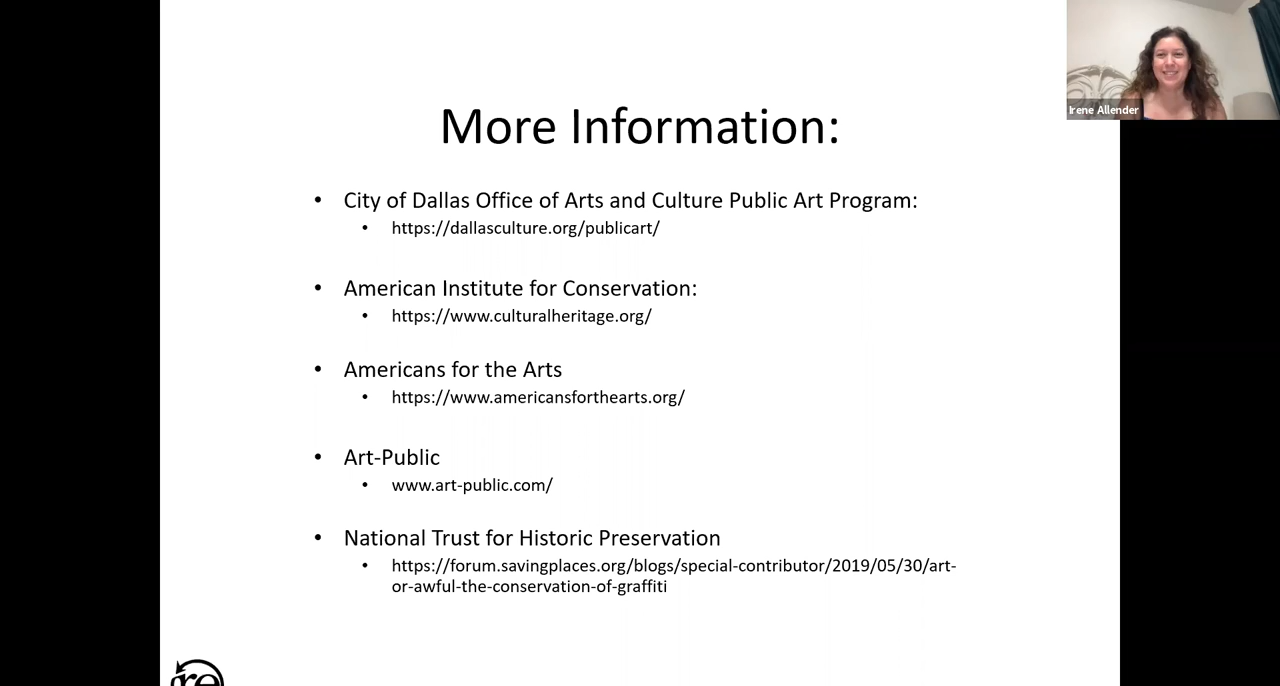 Irene Allender
More Information:
• City of Dallas Office of Arts and Culture Public Art Program:
• https://dallasculture.org/publicart/
• American Institute for Conservation:
• https://www.culturalheritage.org/
• Americans for the Arts
• https://www.americansforthearts.org/
• Art-Public
• www.art-public.com/
• National Trust for Historic Preservation
• https://forum.savingplaces.org/blogs/special-contributor/2019/05/30/art-
or-awful-the-conservation-of-graffiti
re